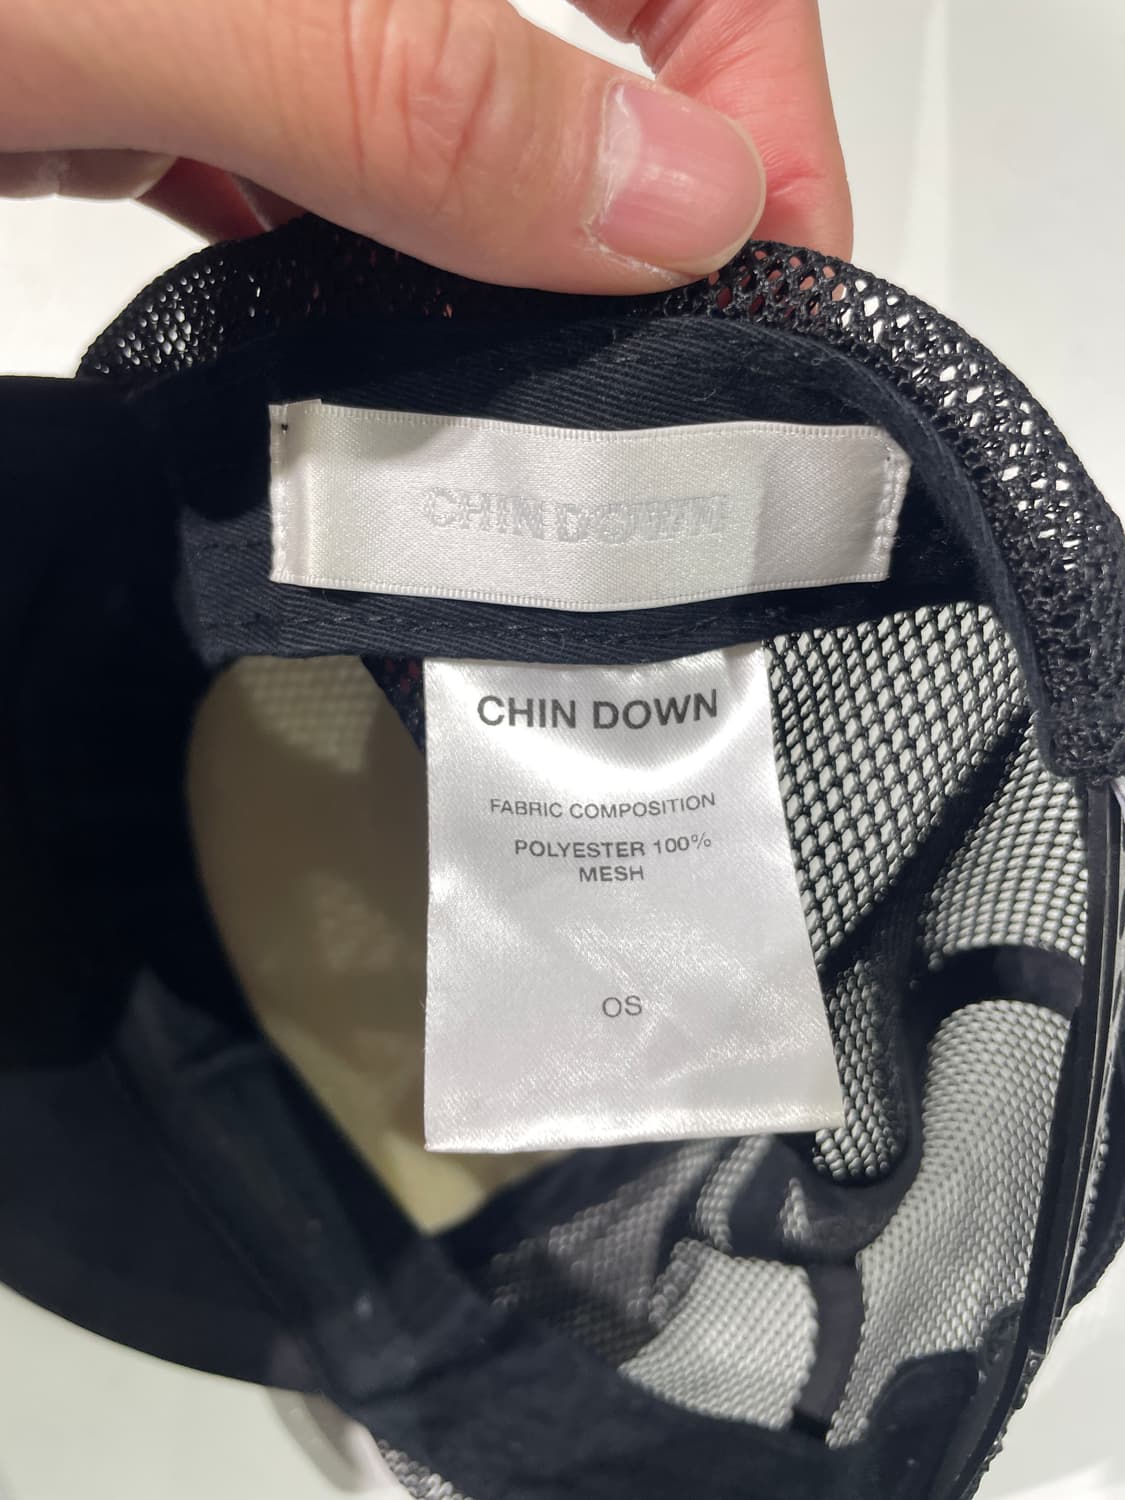 CHIN DOWN
CHIN DOWN
FABRIC COMPOSITION
POLYESTER 100%
MESH
OS